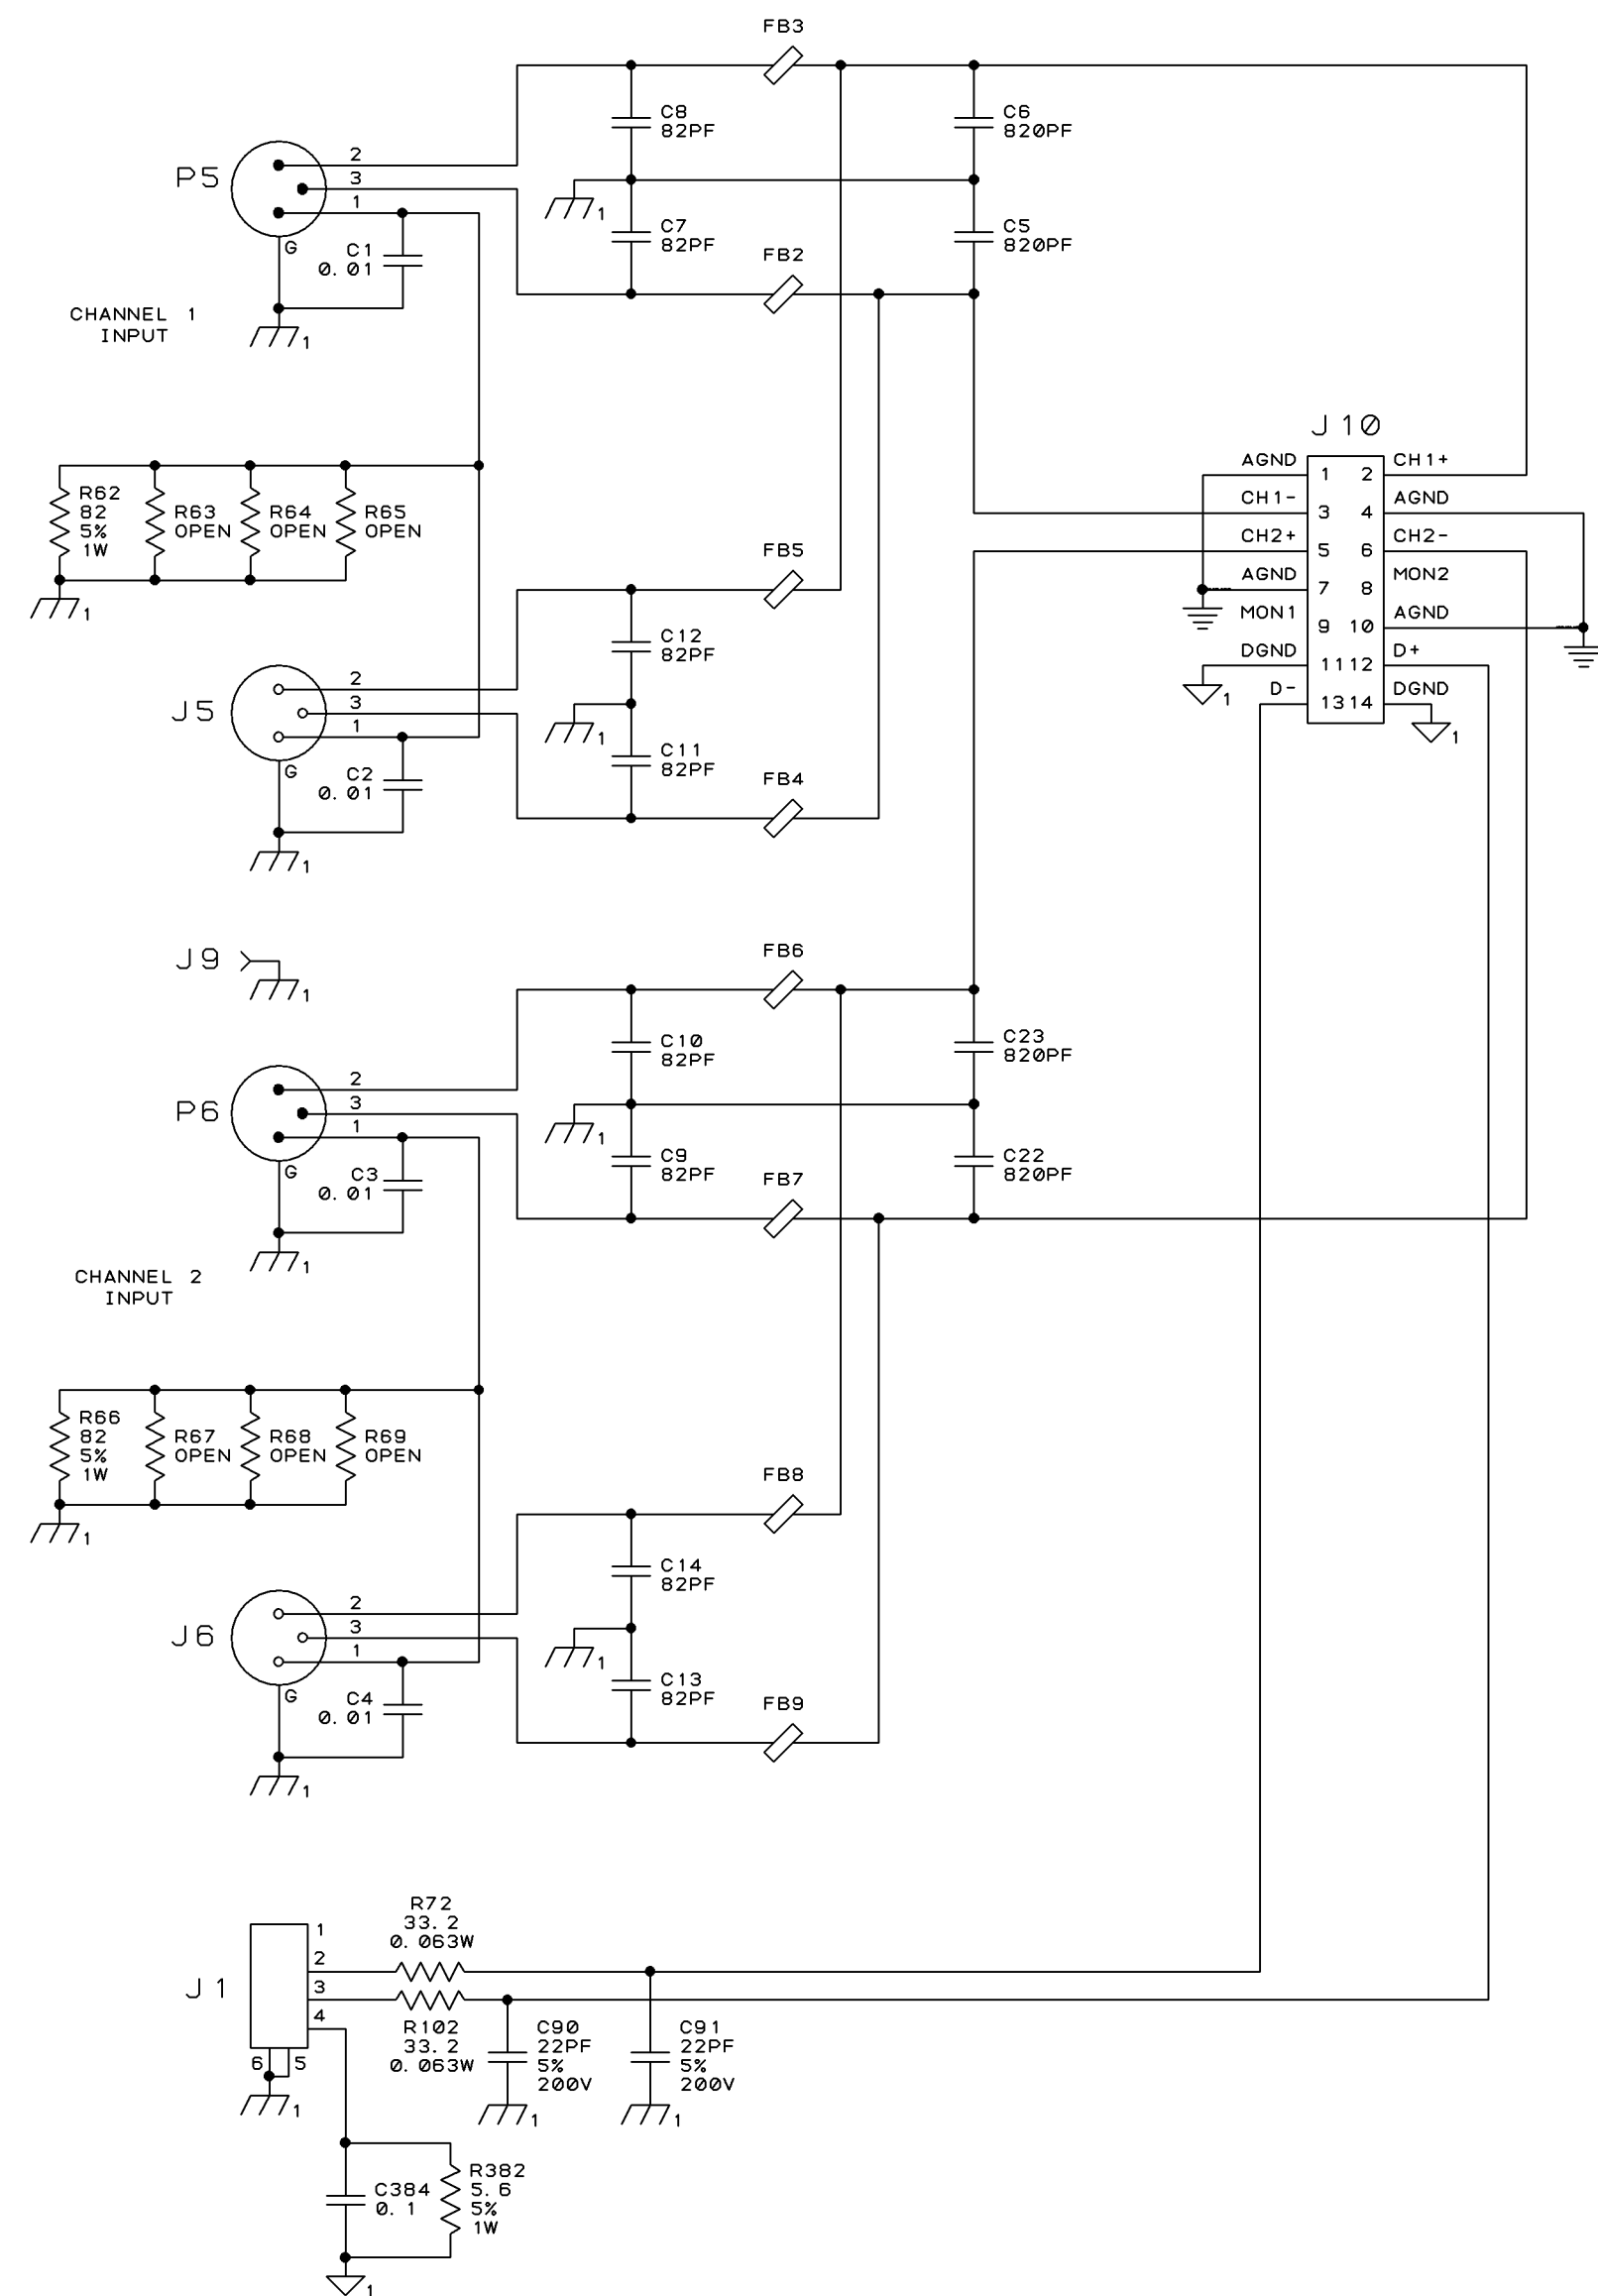 FB3
C8
82PF
C6
820PF
P5
2
3
1
G
C1
0.01
1
C7
82PF
C5
820PF
FB2
CHANNEL 1
INPUT
1
J10
AGND 1 2 CH1+
CH1- 3 4 AGND
CH2+ 5 6 CH2-
AGND 7 8 MON2
MON1 9 10 AGND
DGND 11 12 D+
D- 13 14 DGND
1
1
R62
82
5%
1W
R63
OPEN
R64
OPEN
R65
OPEN
1
FB5
C12
82PF
J5
2
3
1
G
C2
0.01
1
1
C11
82PF
FB4
J9
1
FB6
C10
82PF
C23
820PF
P6
2
3
1
G
C3
0.01
1
1
C9
82PF
C22
820PF
FB7
CHANNEL 2
INPUT
R66
82
5%
1W
R67
OPEN
R68
OPEN
R69
OPEN
1
FB8
C14
82PF
J6
2
3
1
G
C4
0.01
1
1
C13
82PF
FB9
J1
1
2
3
4
6 5
1
R72
33.2
0.063W
R102
33.2
0.063W
C90
22PF
5%
200V
1
C91
22PF
5%
200V
1
C384
0.1
R382
5.6
5%
1W
1